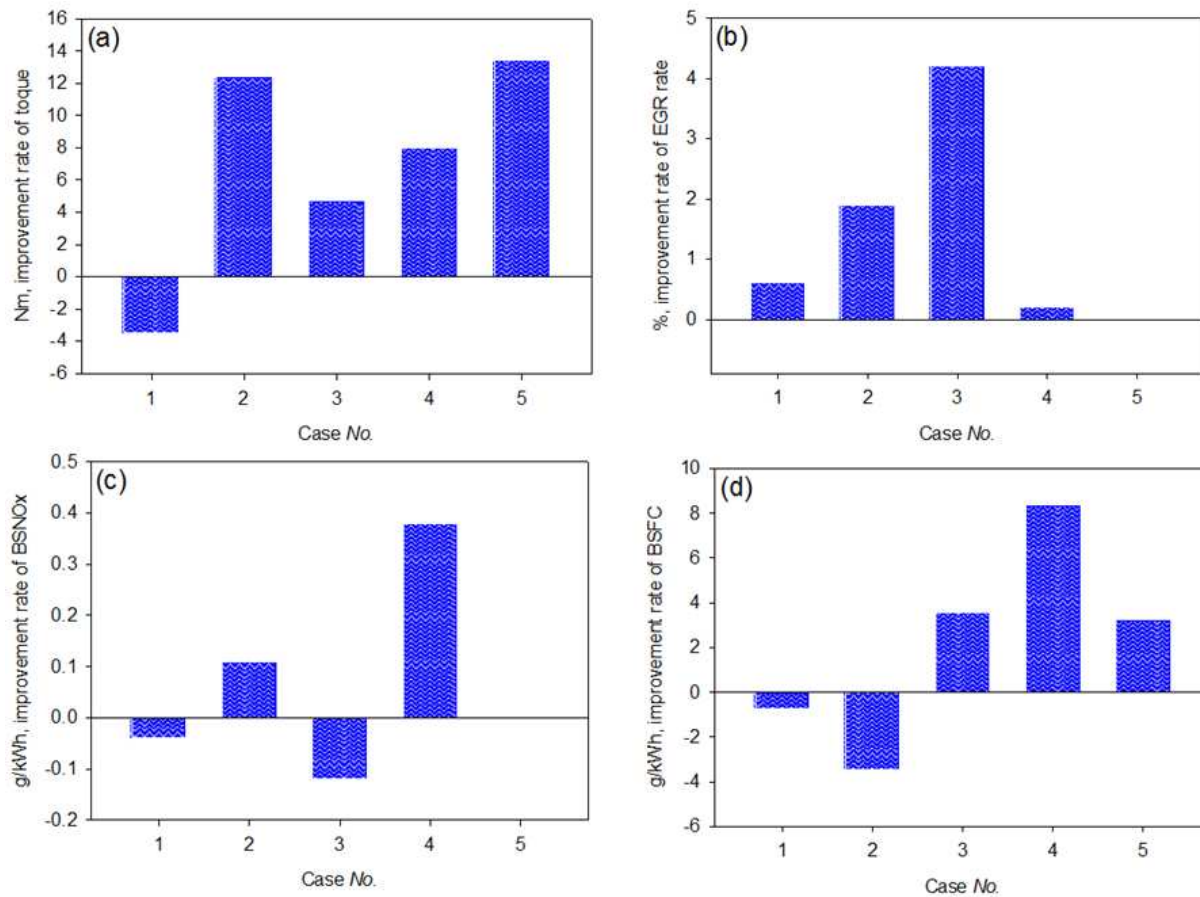 (a)
Nm, improvement rate of toque
16
14
12
10
8
6
4
2
0
-2
-4
-6
1 2 3 4 5
Case No.
(b)
%, improvement rate of EGR rate
5
4
3
2
1
0
1 2 3 4 5
Case No.
(c)
g/kWh, improvement rate of BSNOx
0.5
0.4
0.3
0.2
0.1
0.0
-0.1
-0.2
1 2 3 4 5
Case No.
(d)
g/kWh, improvement rate of BSFC
10
8
6
4
2
0
-2
-4
-6
1 2 3 4 5
Case No.